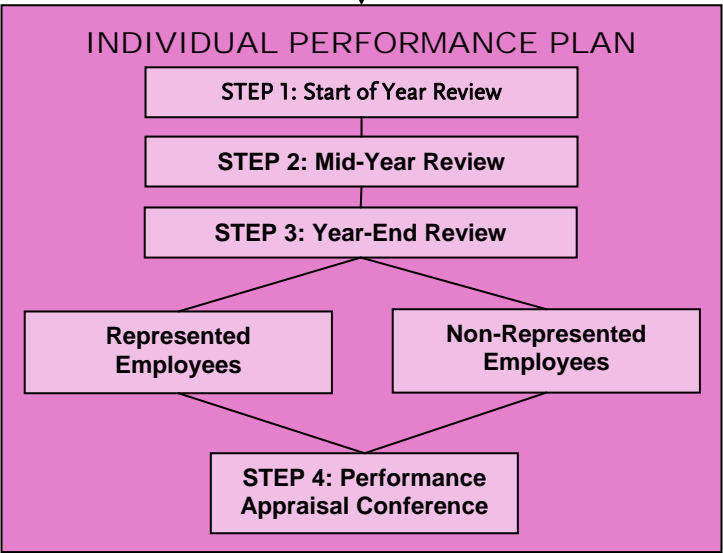 INDIVIDUAL PERFORMANCE PLAN
STEP 1: Start of Year Review
STEP 2: Mid-Year Review
STEP 3: Year-End Review
Represented
Employees
Non-Represented
Employees
STEP 4: Performance
Appraisal Conference